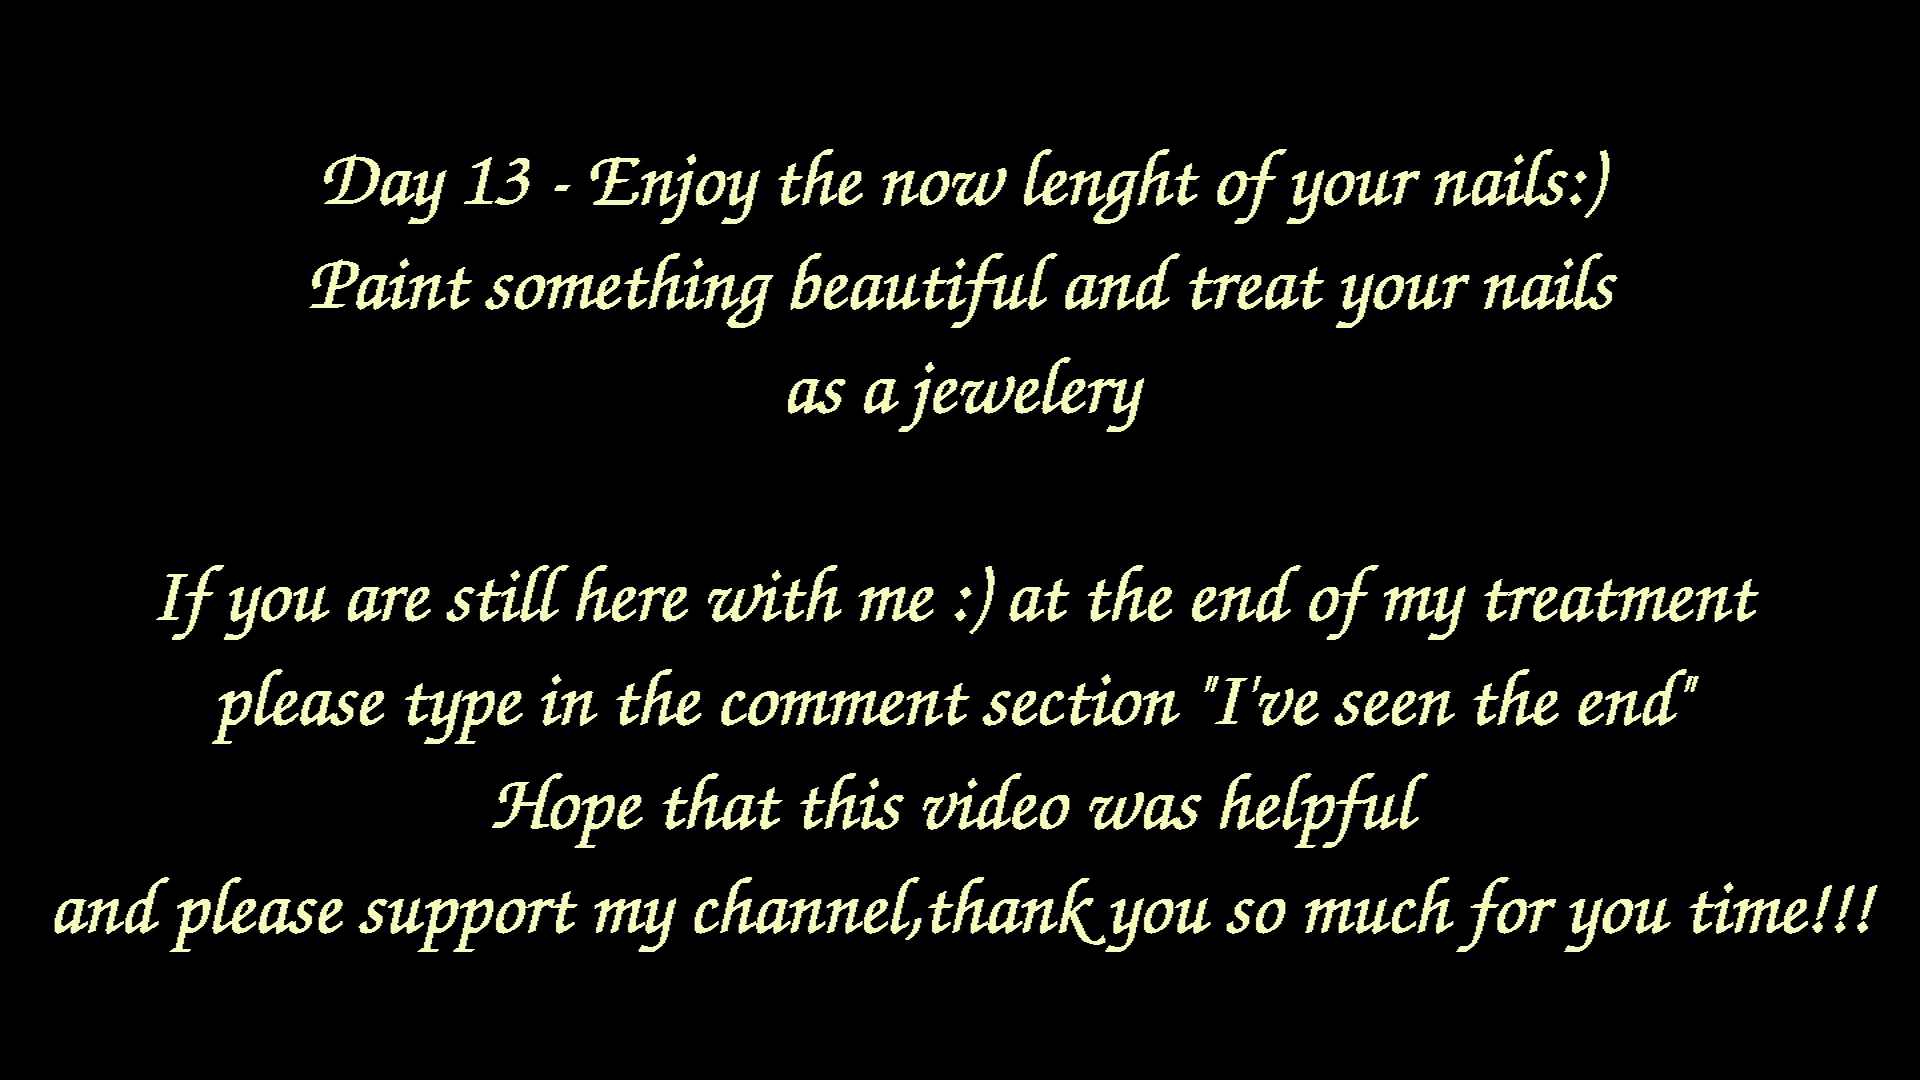 Day 13 - Enjoy the now lenght of your nails:)
Paint something beautiful and treat your nails
as a jewelery
If you are still here with me :) at the end of my treatment
please type in the comment section "I've seen the end"
Hope that this video was helpful
and please support my channel,thank you so much for you time!!!